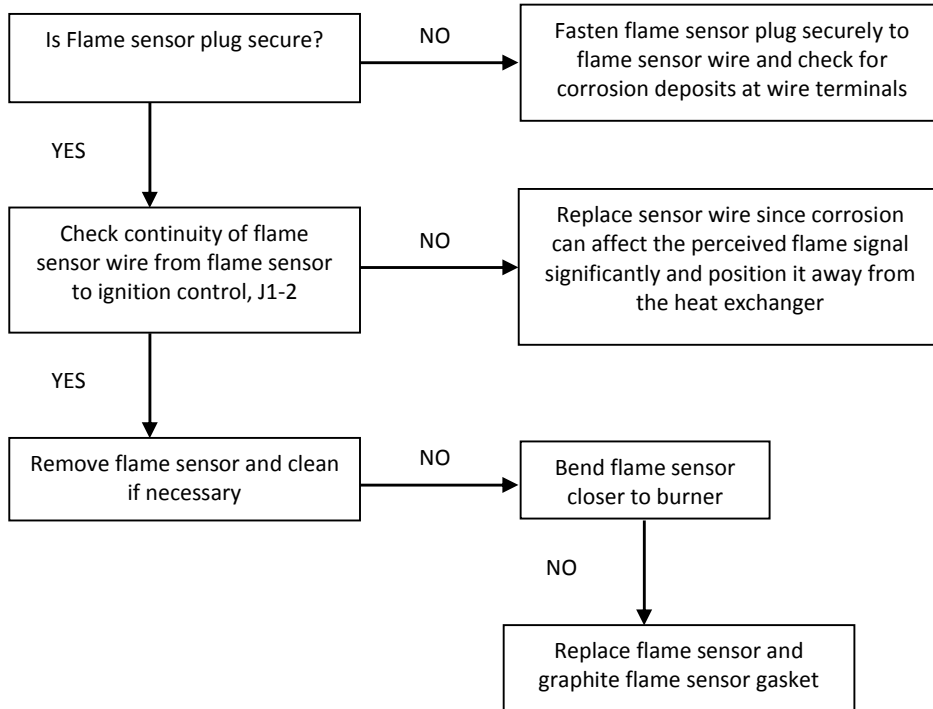 Is Flame sensor plug secure?
NO
Fasten flame sensor plug securely to
flame sensor wire and check for
corrosion deposits at wire terminals
YES
Check continuity of flame
sensor wire from flame sensor
to ignition control, J1-2
NO
Replace sensor wire since corrosion
can affect the perceived flame signal
significantly and position it away from
the heat exchanger
YES
Remove flame sensor and clean
if necessary
NO
Bend flame sensor
closer to burner
NO
Replace flame sensor and
graphite flame sensor gasket